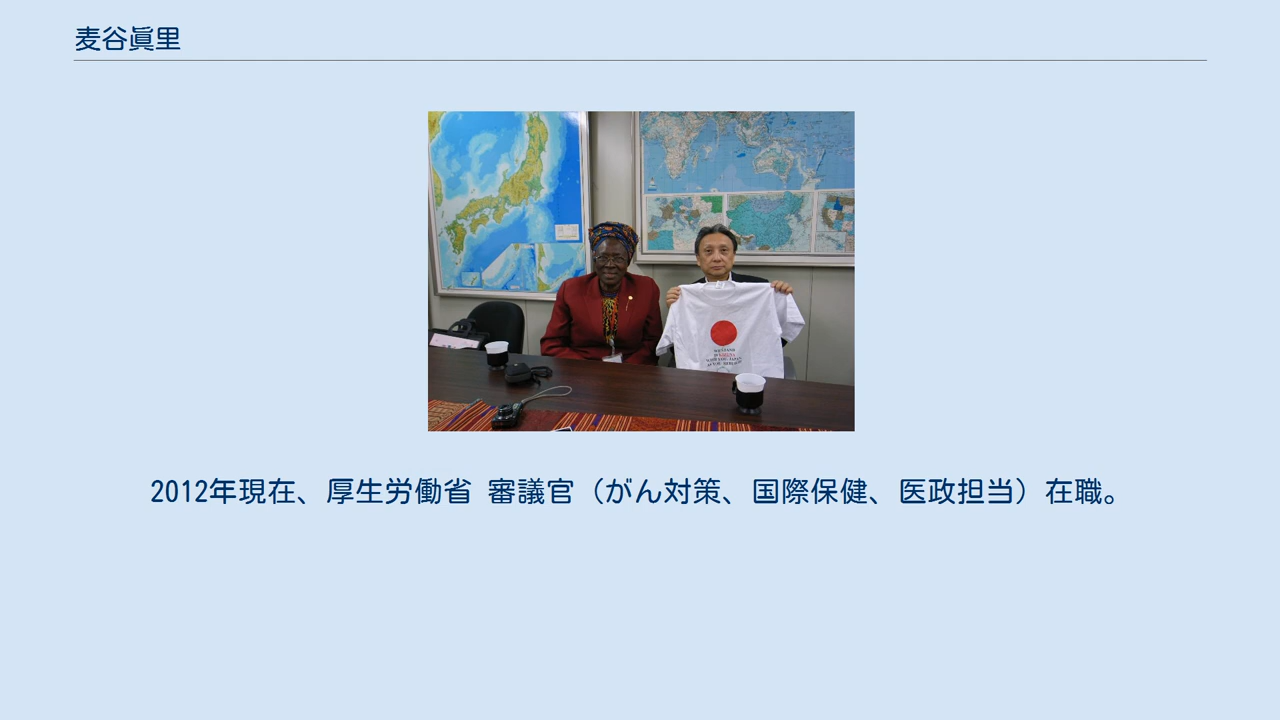 麦谷眞里
2012年現在、厚生労働省 審議官（がん対策、国際保健、医政担当）在職。